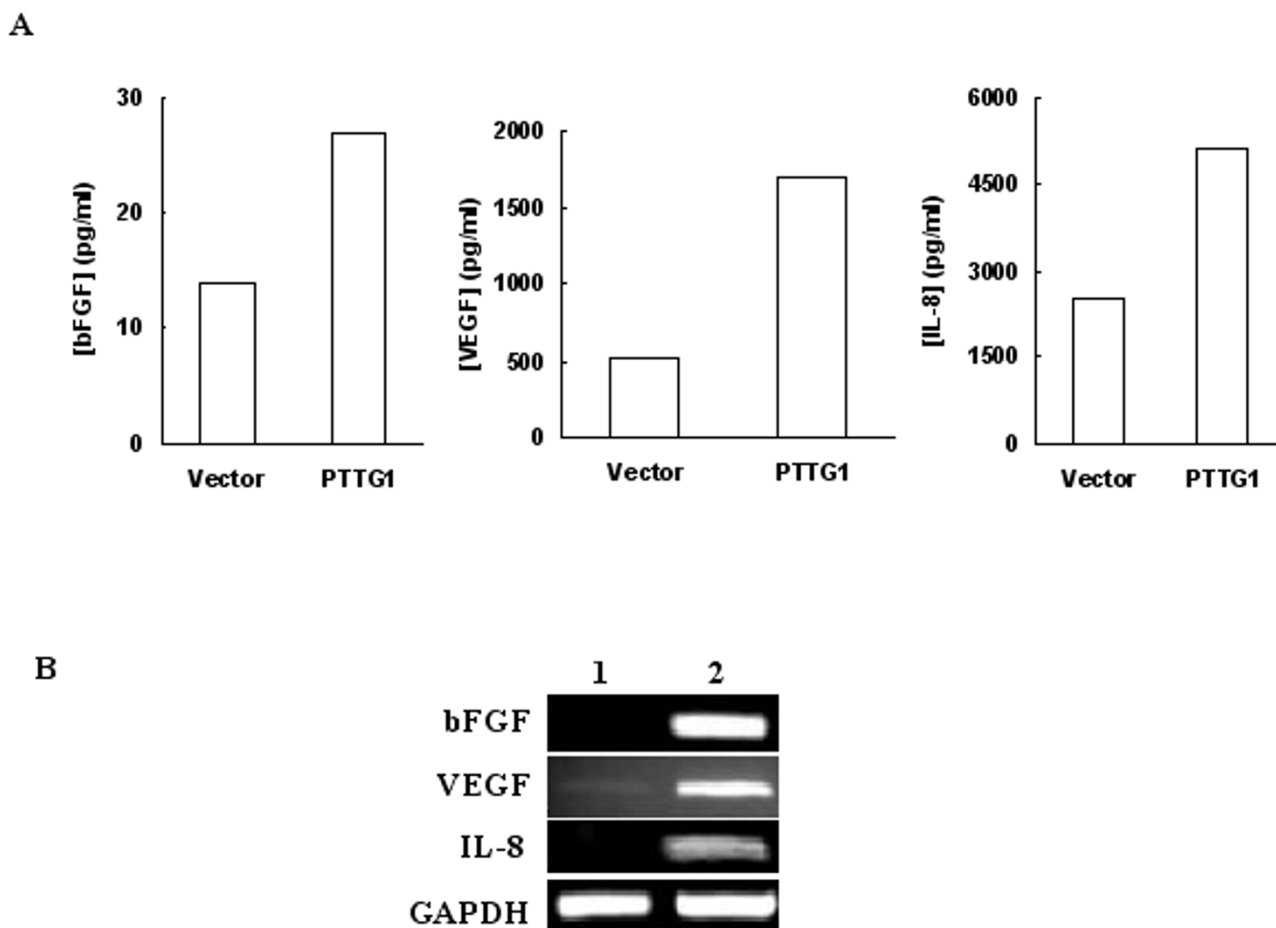 A
[bFGF] (pg/ml)
30
20
10
0
Vector PTTG1
[VEGF] (pg/ml)
2000
1500
1000
500
0
Vector PTTG1
[IL-8] (pg/ml)
6000
4500
3000
1500
0
Vector PTTG1
B
1 2
bFGF
VEGF
IL-8
GAPDH